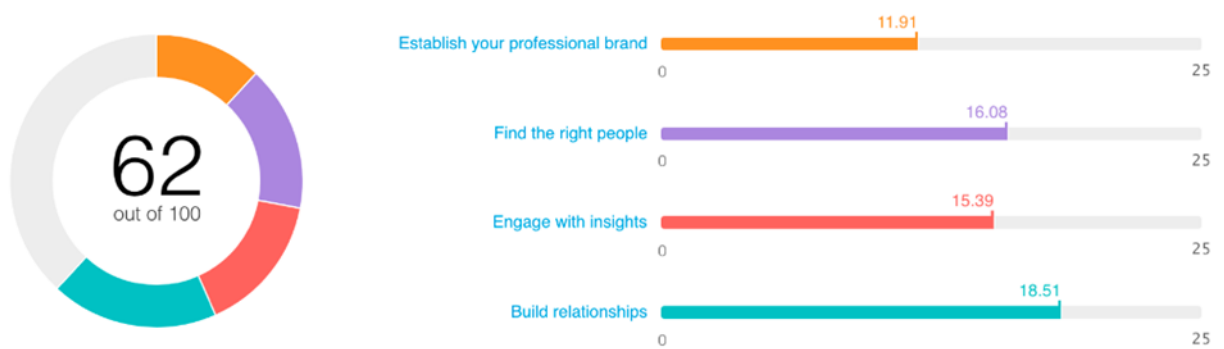 62
out of 100
11.91
Establish your professional brand
0 25
16.08
Find the right people
0 25
15.39
Engage with insights
0 25
18.51
Build relationships
0 25